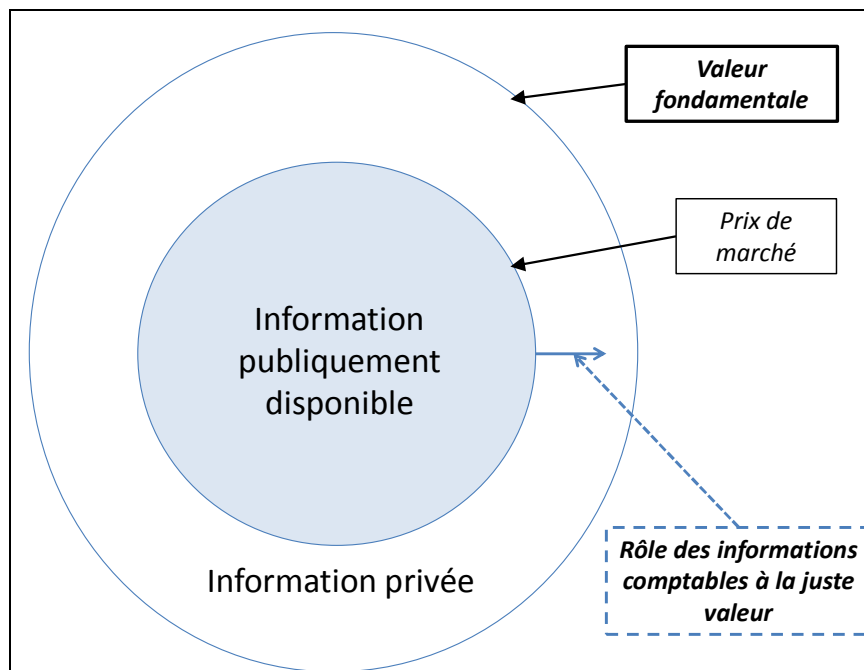 Valeur
fondamentale
Prix de
marché
Information
publiquement
disponible
Information privée
Rôle des informations
comptables à la juste
valeur